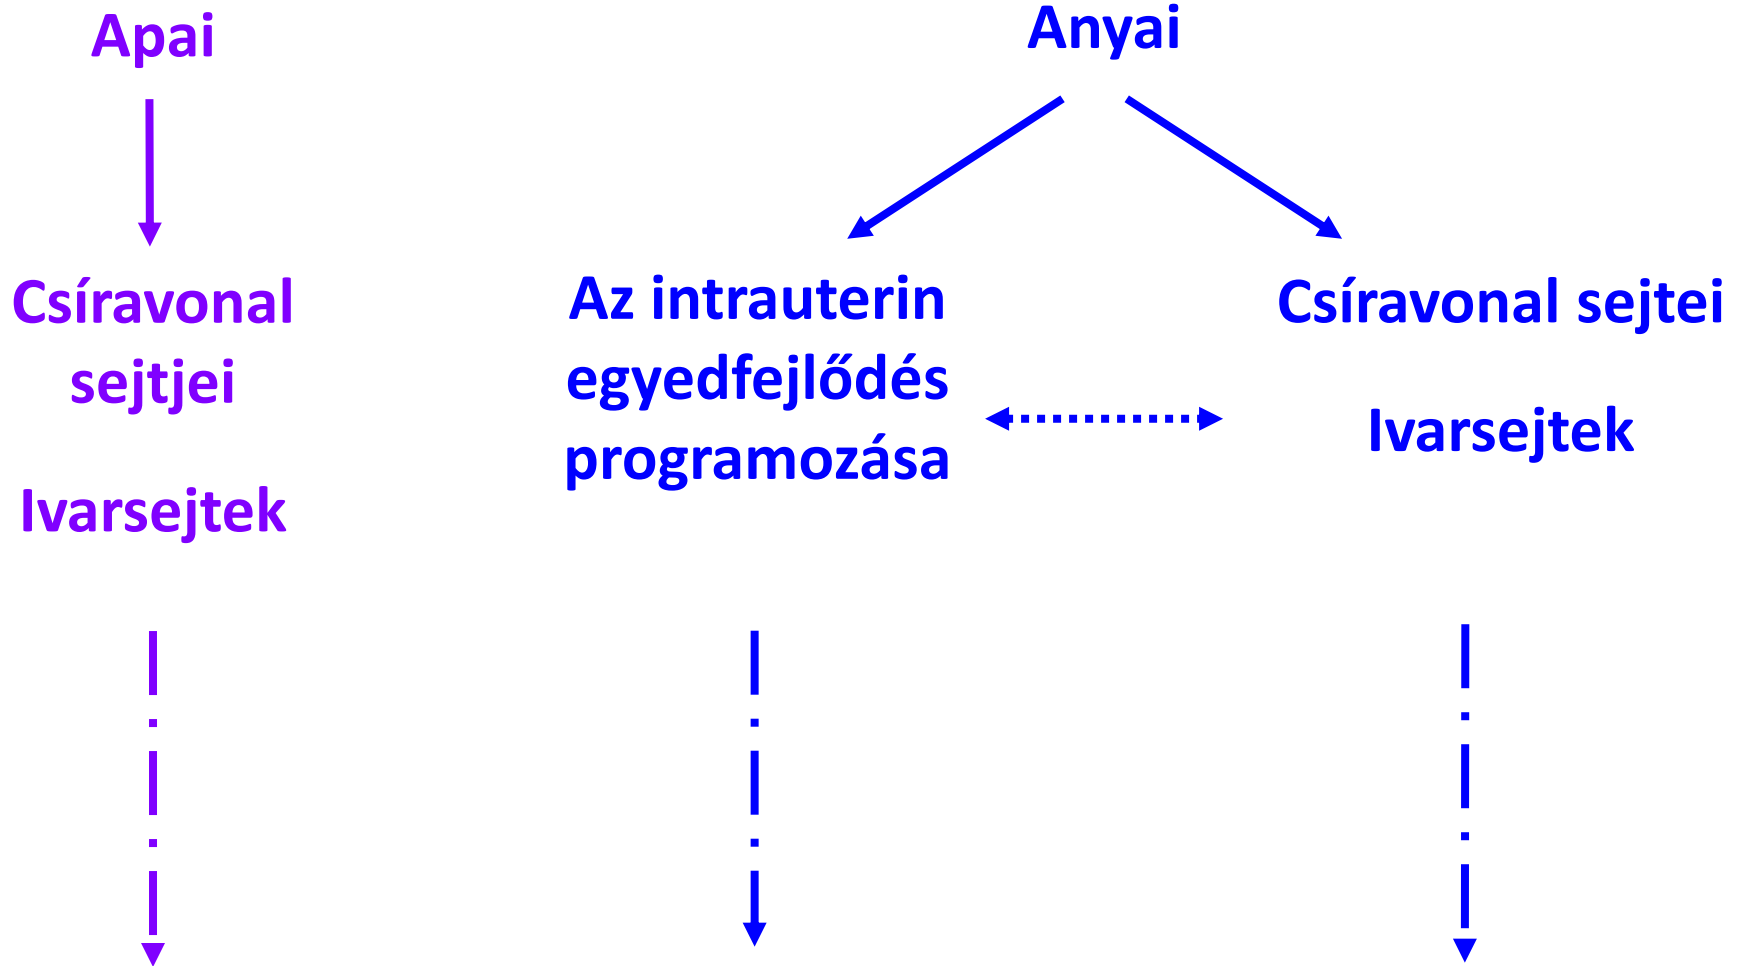 Apai
Anyai
Csíravonal
sejtjei
Ivarsejtek
Az intrauterin
egyedfejlődés
programozása
Csíravonal sejtei
Ivarsejtek